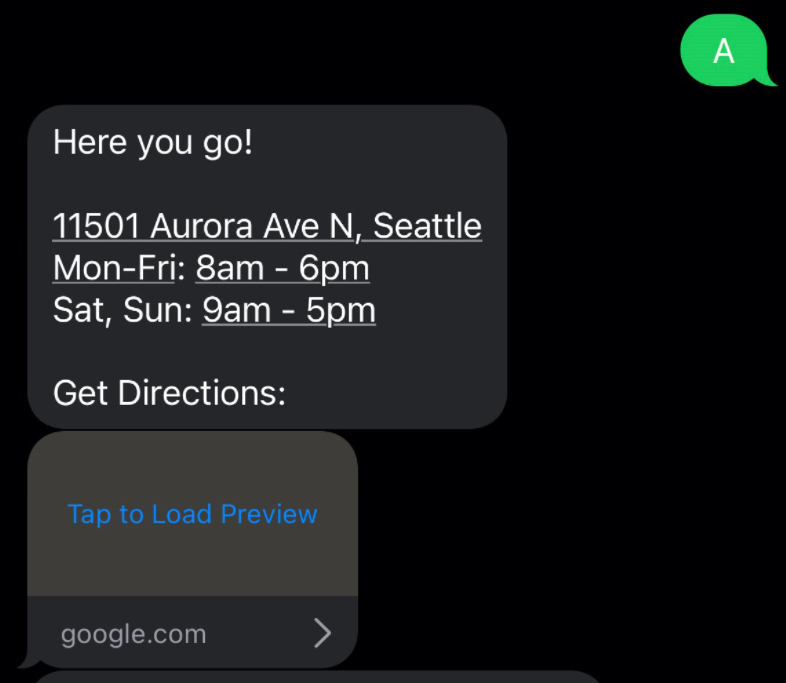 A
Here you go!
11501 Aurora Ave N, Seattle
Mon-Fri: 8am - 6pm
Sat, Sun: 9am - 5pm
Get Directions:
Tap to Load Preview
google.com